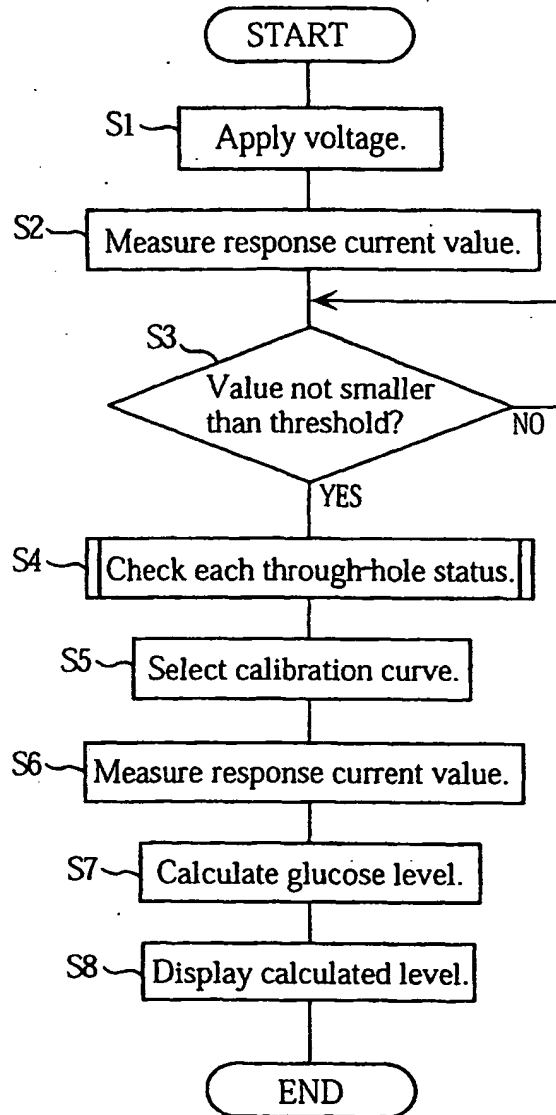 START
S1
Apply voltage.
S2
Measure response current value.
S3
Value not smaller
than threshold?
NO
YES
S4
Check each through-hole status.
S5
Select calibration curve.
S6
Measure response current value.
S7
Calculate glucose level.
S8
Display calculated level.
END